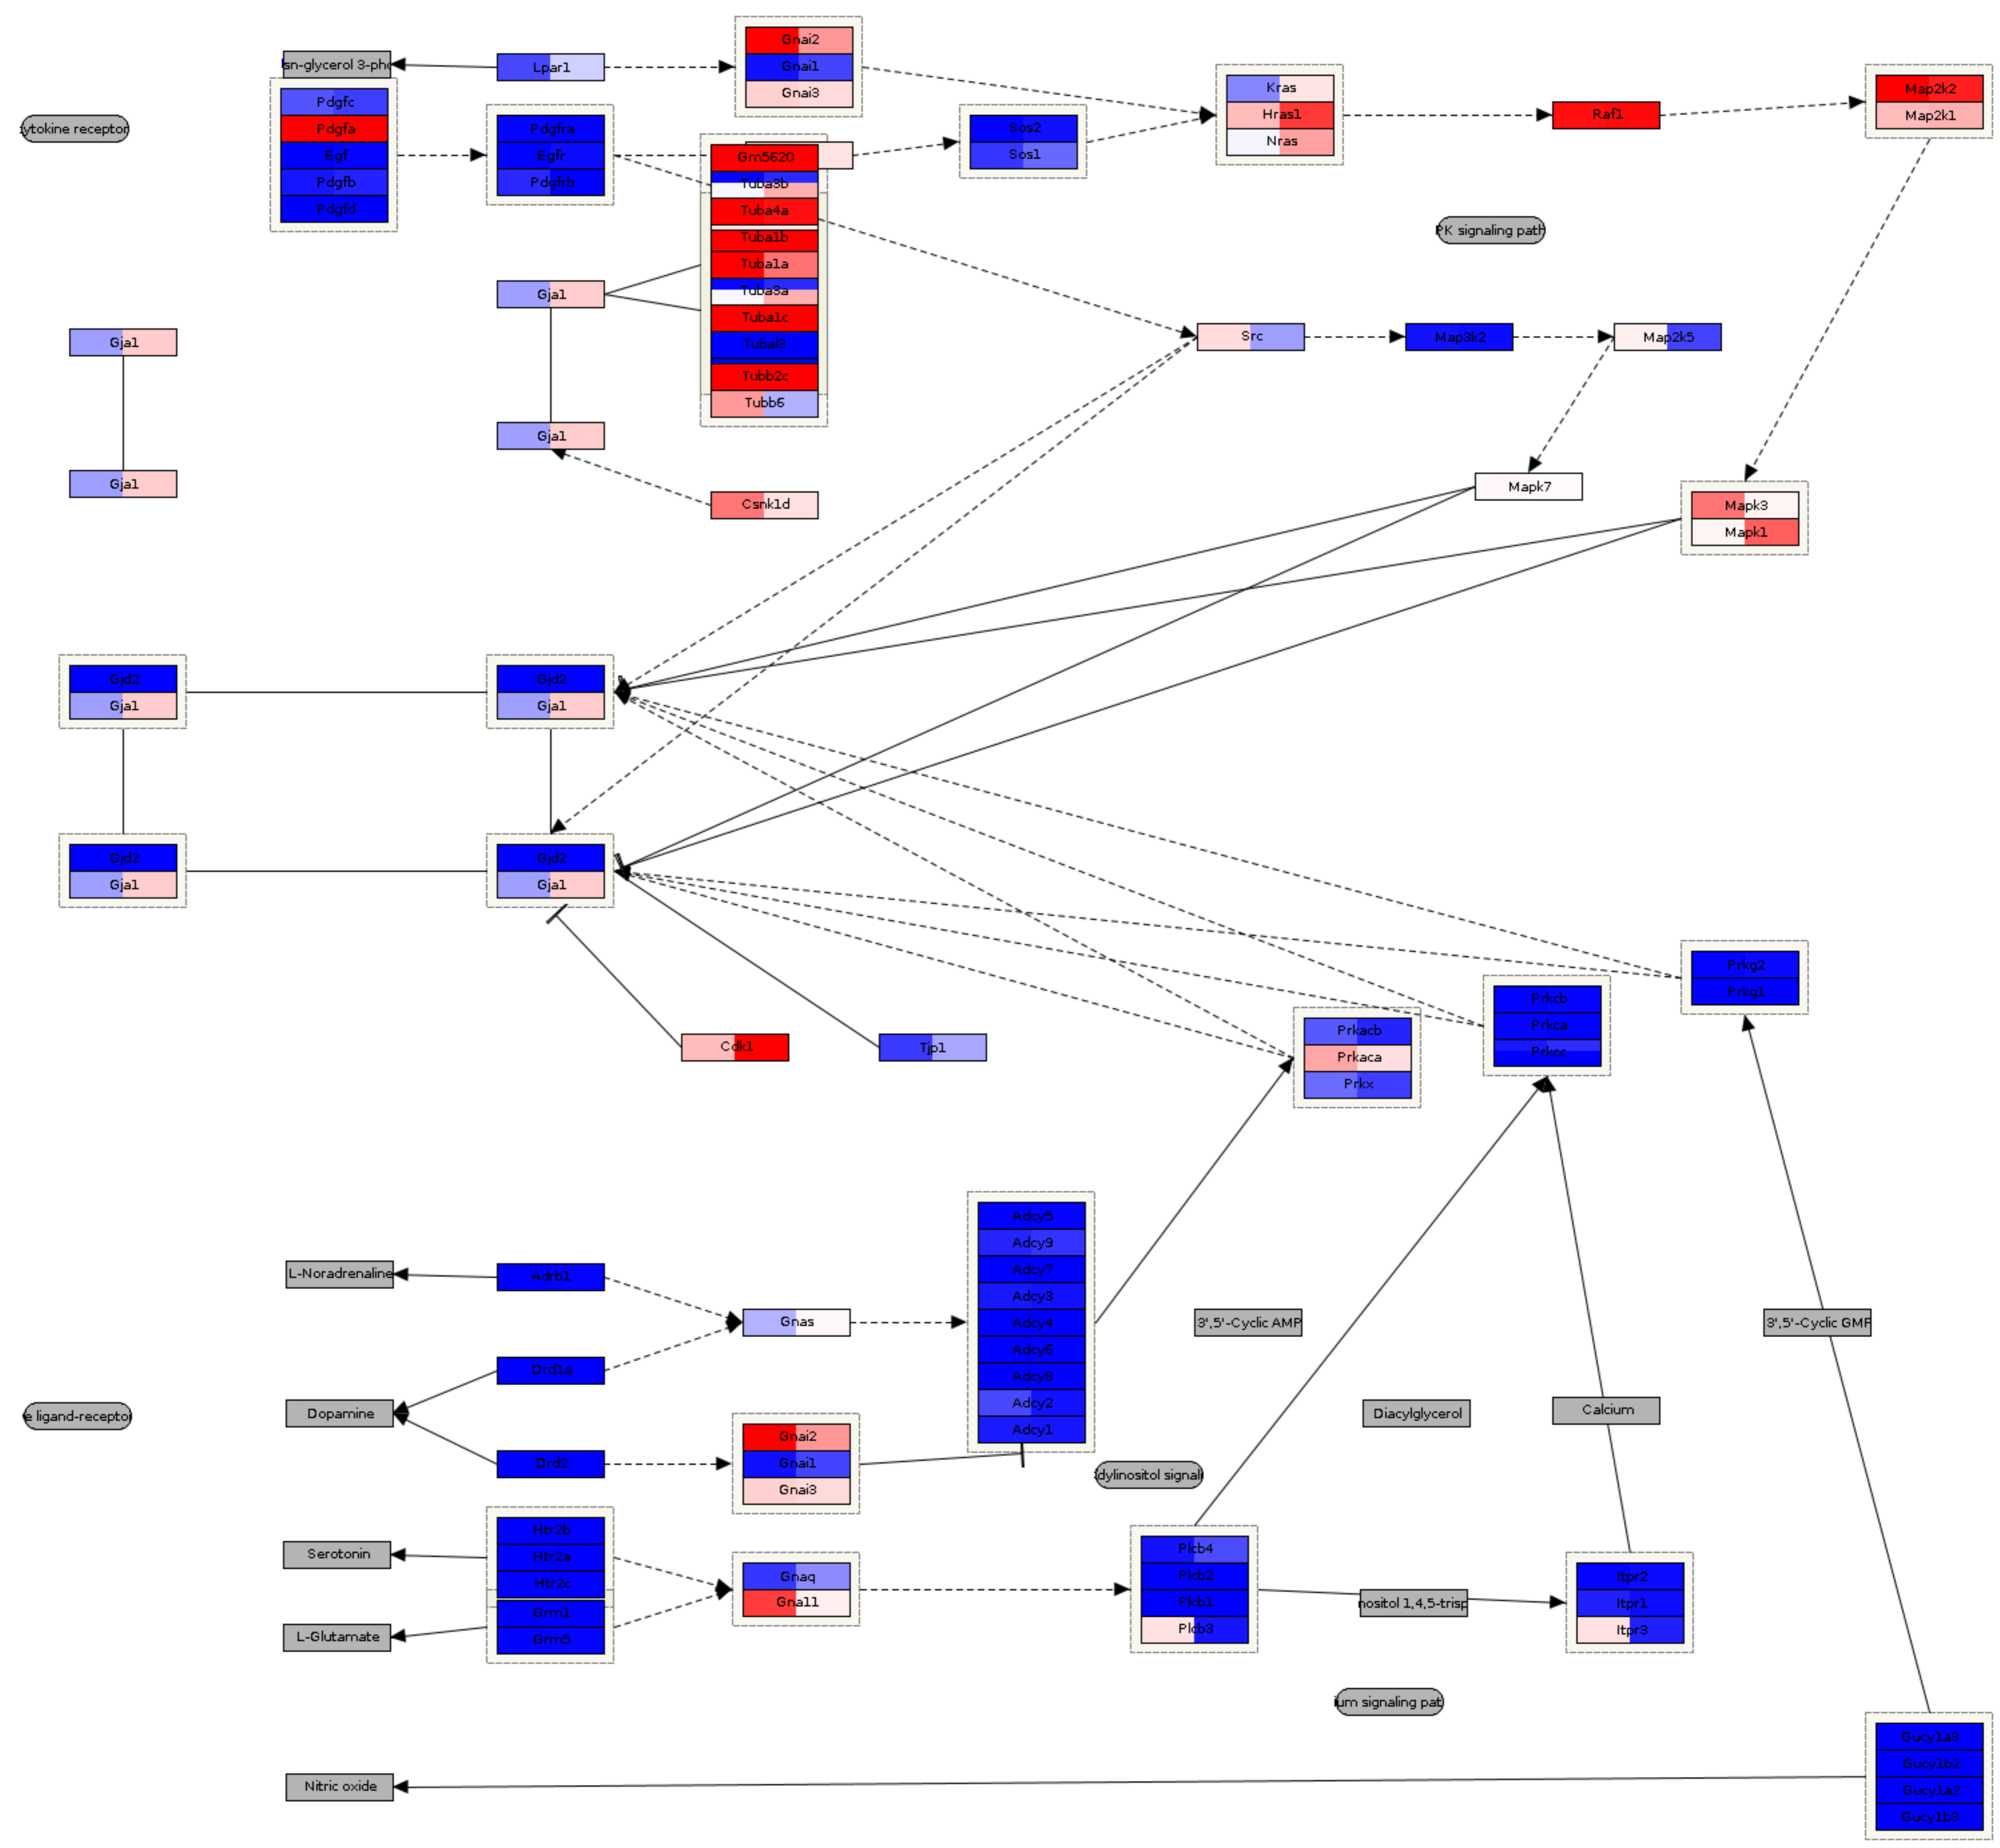 Gnai2
sn-glycerol 3-pho
Lpar1
Gnai1
Gnai3
Pdgfc
Pdgfa
Egf
Pdgfb
Pdgfd
ytokine receptor
Pdgfra
Egfr
Pdgfrb
Sos2
Sos1
Kras
Hras1
Nras
Raf1
Map2k2
Map2k1
Gm5620
Tuba3b
Tuba4a
Tuba1b
Tuba1a
Tuba3a
Tuba1c
Tubal3
Tubb2c
Tubb6
PK signaling path
Gja1
Gja1
Src
Map3k2
Map2k5
Gja1
Gja1
Csnk1d
Mapk7
Mapk3
Mapk1
Gjd2
Gja1
Gjd2
Gja1
Gjd2
Gja1
Gjd2
Gja1
Prkg2
Prkg1
Prkcb
Prkca
Prkcc
Cdk1
Tjp1
Prkacb
Prkaca
Prkx
Adcy5
Adcy9
Adcy7
Adcy3
Adcy4
Adcy6
Adcy8
Adcy2
Adcy1
L-Noradrenaline
Adrb1
Gnas
3',5'-Cyclic AMP
3',5'-Cyclic GMP
Drd1a
e ligand-recepto
Dopamine
Diacylglycerol
Calcium
Drd2
Gnai2
Gnai1
Gnai3
dylinositol signali
Htr2b
Htr2a
Htr2c
Serotonin
Grm1
Grm5
L-Glutamate
Gnaq
Gna11
Plcb4
Plcb2
Plcb1
Plcb3
nositol 1,4,5-trisp
Itpr2
Itpr1
Itpr3
ium signaling pat
Gucy1a3
Gucy1b2
Gucy1a2
Gucy1b3
Nitric oxide